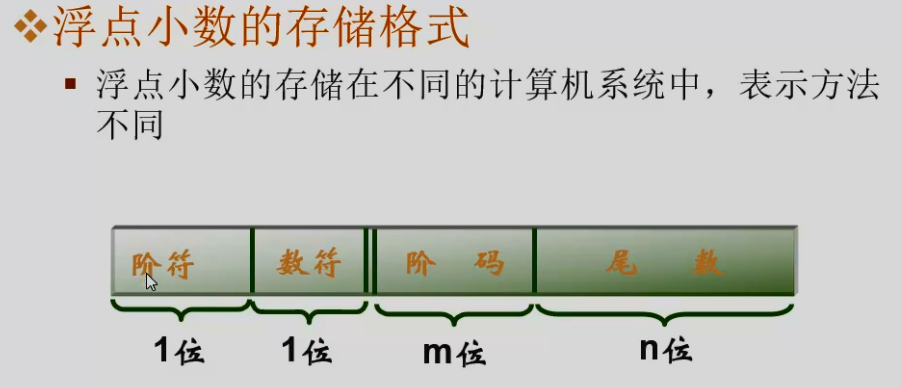 浮点小数的存储格式
浮点小数的存储在不同的计算机系统中，表示方法
不同
阶符 数符 阶 码 尾 数
1位 1位 m位 n位